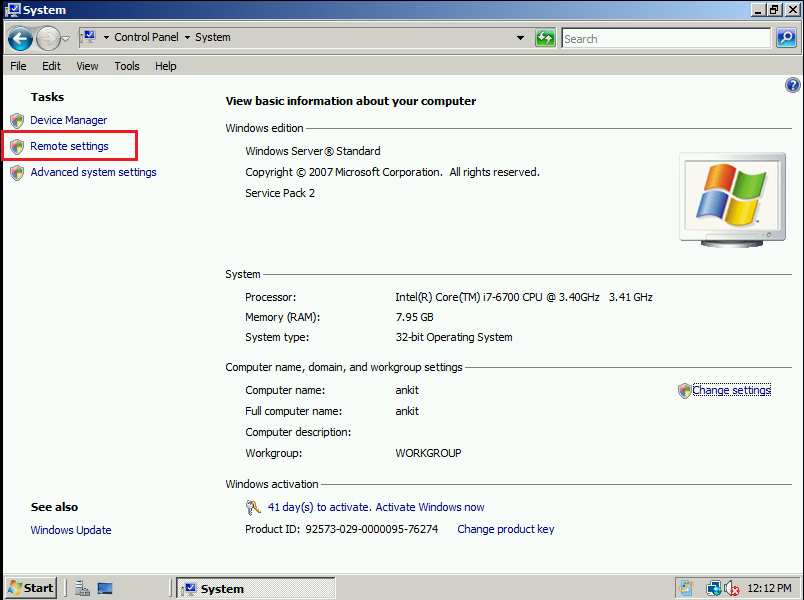 System
Control Panel System
Search
File Edit View Tools Help
Tasks
Device Manager
Remote settings
Advanced system settings
See also
Windows Update
View basic information about your computer
Windows edition
Windows Server® Standard
Copyright © 2007 Microsoft Corporation. All rights reserved.
Service Pack 2
System
Processor: Intel(R) Core(TM) i7-6700 CPU @ 3.40GHz 3.41 GHz
Memory (RAM): 7.95 GB
System type: 32-bit Operating System
Computer name, domain, and workgroup settings
Computer name: ankit
Change settings
Full computer name: ankit
Computer description:
Workgroup: WORKGROUP
Windows activation
41 day(s) to activate. Activate Windows now
Product ID: 92573-029-0000095-76274 Change product key
Start
System
12:12 PM